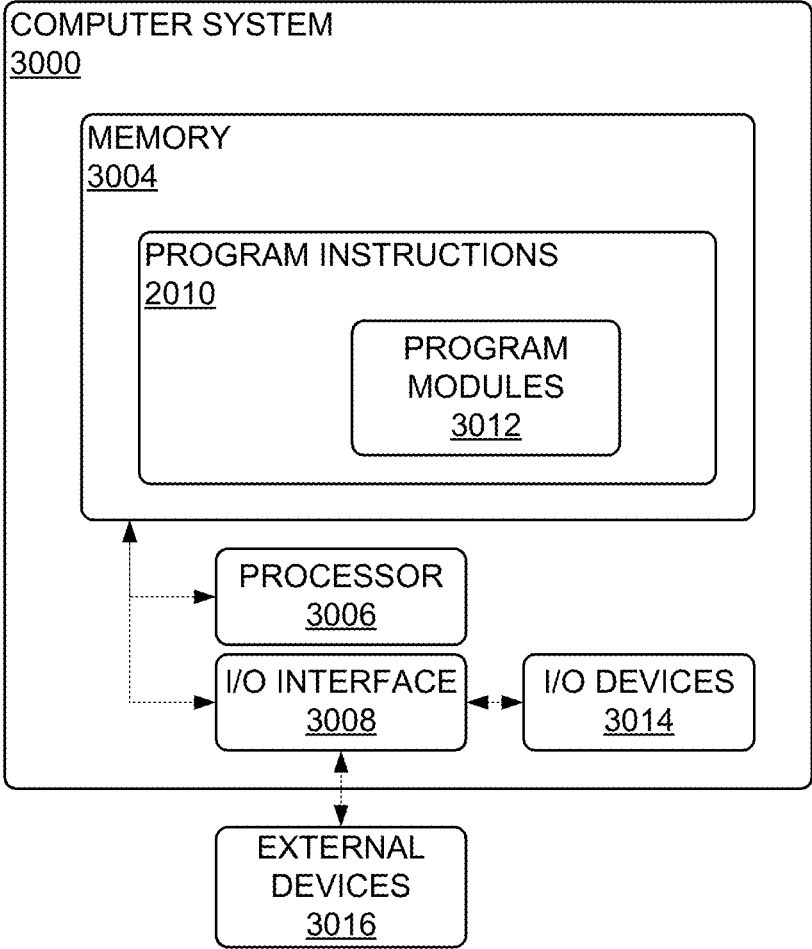 COMPUTER SYSTEM
3000
MEMORY
3004
PROGRAM INSTRUCTIONS
2010
PROGRAM
MODULES
3012
PROCESSOR
3006
I/O INTERFACE
3008
I/O DEVICES
3014
EXTERNAL
DEVICES
3016